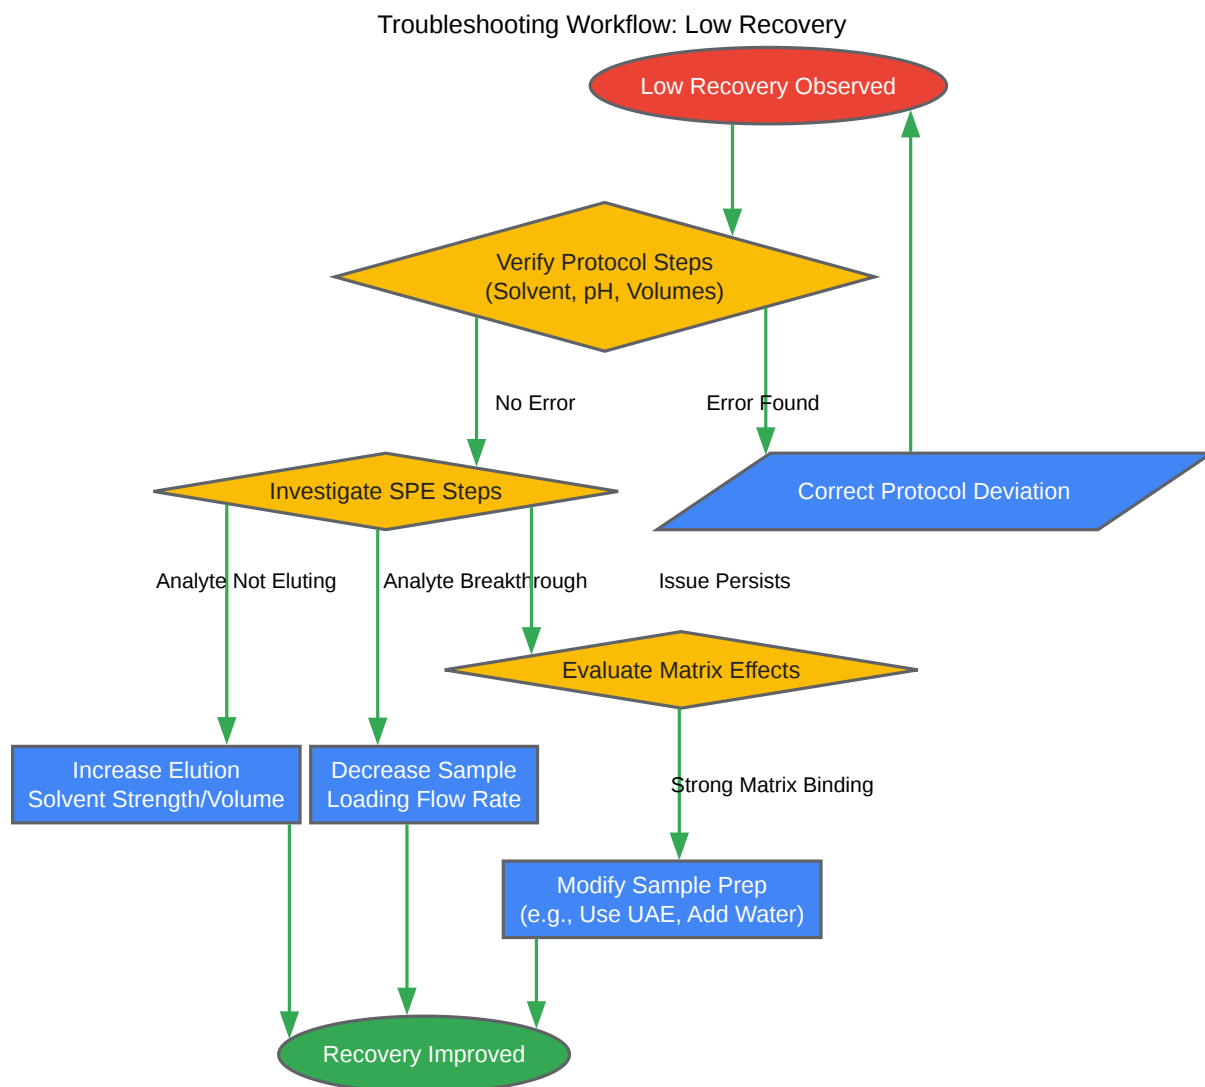 Troubleshooting Workflow: Low Recovery
Low Recovery Observed
Verify Protocol Steps
(Solvent, pH, Volumes)
No Error
Error Found
Investigate SPE Steps
Correct Protocol Deviation
Analyte Not Eluting
Analyte Breakthrough
Issue Persists
Evaluate Matrix Effects
Increase Elution
Solvent Strength/Volume
Decrease Sample
Loading Flow Rate
Strong Matrix Binding
Modify Sample Prep
(e.g., Use UAE, Add Water)
Recovery Improved